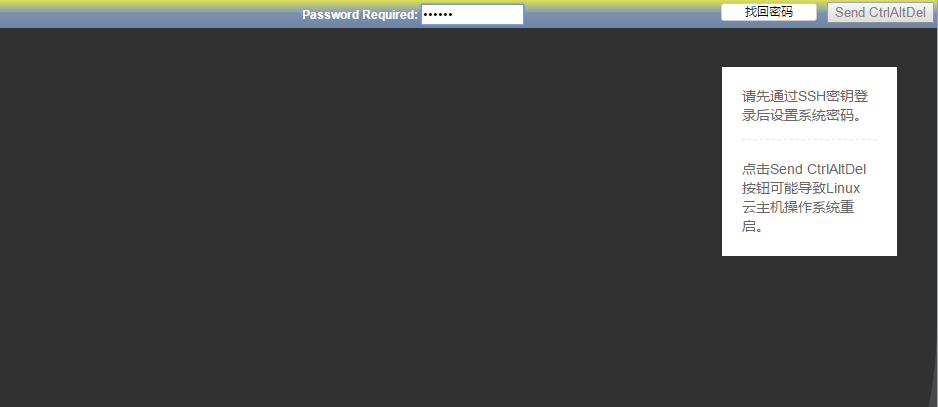 Password Required: ••••••
找回密码
Send CtrlAltDel
请先通过SSH密钥登
录后设置系统密码。
点击Send CtrlAltDel
按钮可能导致Linux
云主机操作系统重
启。